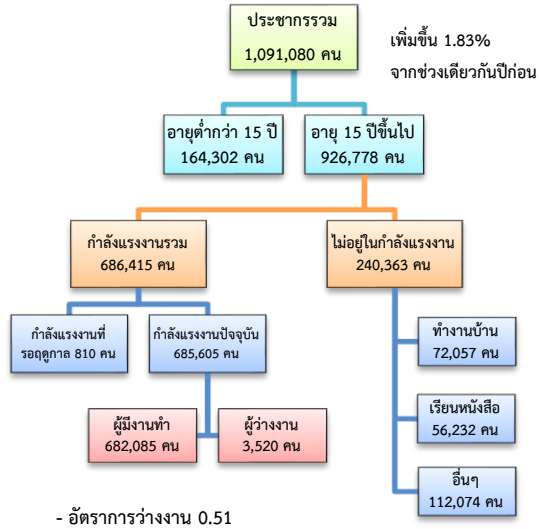 ประชากรรวม
1,091,080 คน
เพิ่มขึ้น 1.83%
จากช่วงเดียวกันปีก่อน
อายุต่ำกว่า 15 ปี
164,302 คน
อายุ 15 ปีขึ้นไป
926,778 คน
กำลังแรงงานรวม
686,415 คน
ไม่อยู่ในกำลังแรงงาน
240,363 คน
กำลังแรงงานที่
รอฤดูกาล 810 คน
กำลังแรงงานปัจจุบัน
685,605 คน
ทำงานบ้าน
72,057 คน
ผู้มีงานทำ
682,085 คน
ผู้ว่างงาน
3,520 คน
เรียนหนังสือ
56,232 คน
อื่นๆ
112,074 คน
- อัตราการว่างงาน 0.51